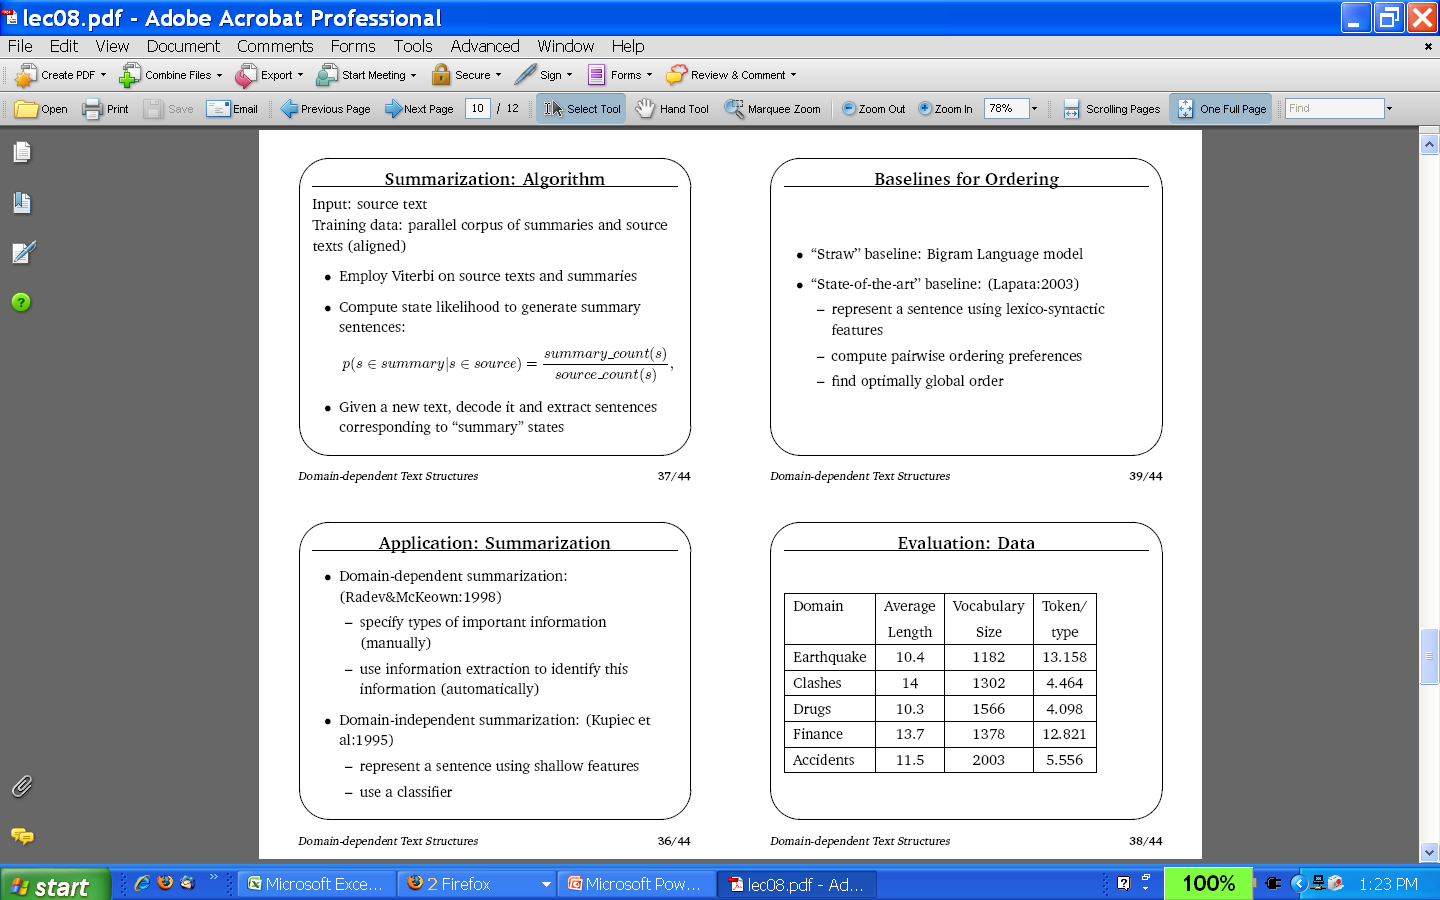 lec08.pdf - Adobe Acrobat Professional
File Edit View Document Comments Forms Tools Advanced Window Help
Create PDF Combine Files Export Start Meeting Secure Sign Forms Review & Comment
Open Print Save Email Previous Page Next Page 10 / 12 Select Tool Hand Tool Marquee Zoom Zoom Out Zoom In 78% Scrolling Pages One Full Page Find
Summarization: Algorithm
Input: source text
Training data: parallel corpus of summaries and source
texts (aligned)
• Employ Viterbi on source texts and summaries
• Compute state likelihood to generate summary
sentences:
p(s ∈ summary|s ∈ source) = summary_count(s) / source_count(s),
• Given a new text, decode it and extract sentences
corresponding to “summary” states
Domain-dependent Text Structures 37/44
Baselines for Ordering
• “Straw” baseline: Bigram Language model
• “State-of-the-art” baseline: (Lapata:2003)
– represent a sentence using lexico-syntactic
features
– compute pairwise ordering preferences
– find optimally global order
Domain-dependent Text Structures 39/44
Application: Summarization
• Domain-dependent summarization:
(Radev&McKeown:1998)
– specify types of important information
(manually)
– use information extraction to identify this
information (automatically)
• Domain-independent summarization: (Kupiec et
al:1995)
– represent a sentence using shallow features
– use a classifier
Domain-dependent Text Structures 36/44
Evaluation: Data
Domain Average Vocabulary Token/
Length Size type
Earthquake 10.4 1182 13.158
Clashes 14 1302 4.464
Drugs 10.3 1566 4.098
Finance 13.7 1378 12.821
Accidents 11.5 2003 5.556
Domain-dependent Text Structures 38/44
start Microsoft Exce... 2 Firefox Microsoft Pow... lec08.pdf - Ad... 100% 1:23 PM